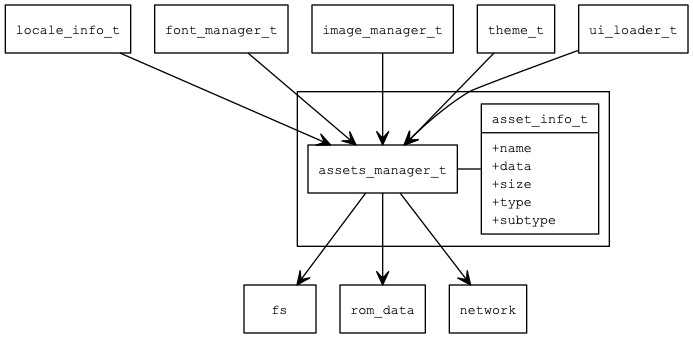 locale_info_t
font_manager_t
image_manager_t
theme_t
ui_loader_t
asset_info_t
+name
+data
+size
+type
+subtype
assets_manager_t
fs
rom_data
network